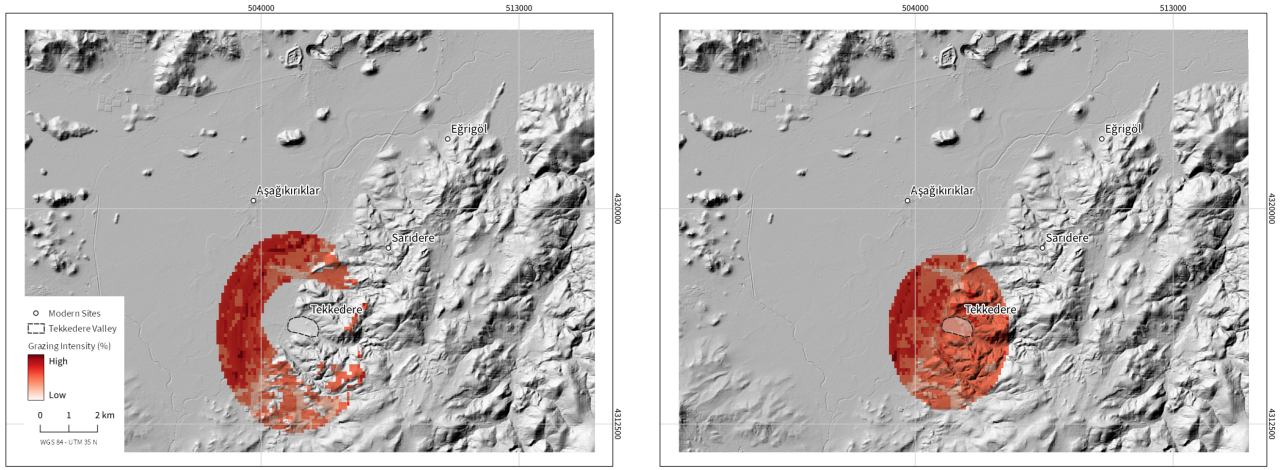 504000 513000
504000 513000
Eğrigöl
Aşağıkırıklar
4320000
Sarıdere
Tekkedere
Modern Sites
Tekkedere Valley
Grazing Intensity (%)
High
Low
0 1 2 km
WGS 84 - UTM 35 N
4312500
Eğrigöl
Aşağıkırıklar
4320000
Sarıdere
Tekkedere
4312500